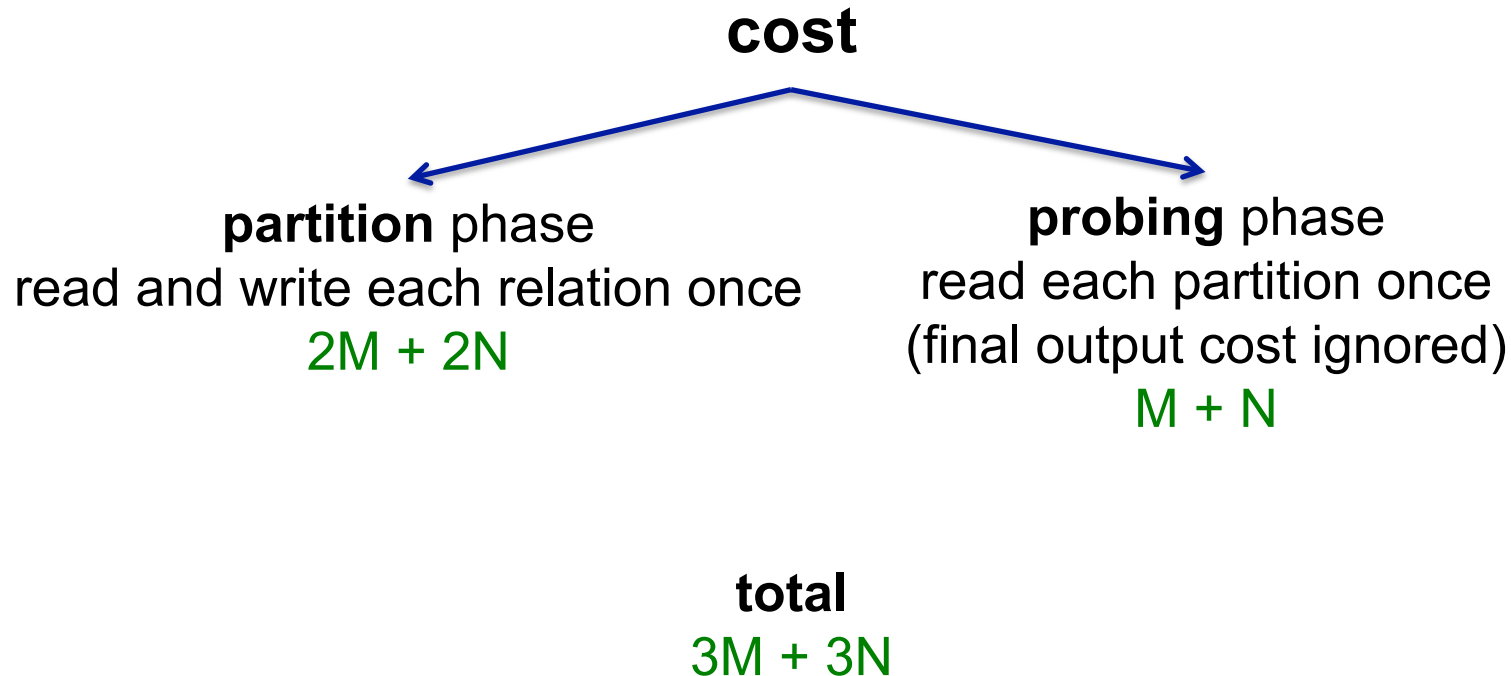 cost
partition phase
read and write each relation once
2M + 2N
probing phase
read each partition once
(final output cost ignored)
M + N
total
3M + 3N